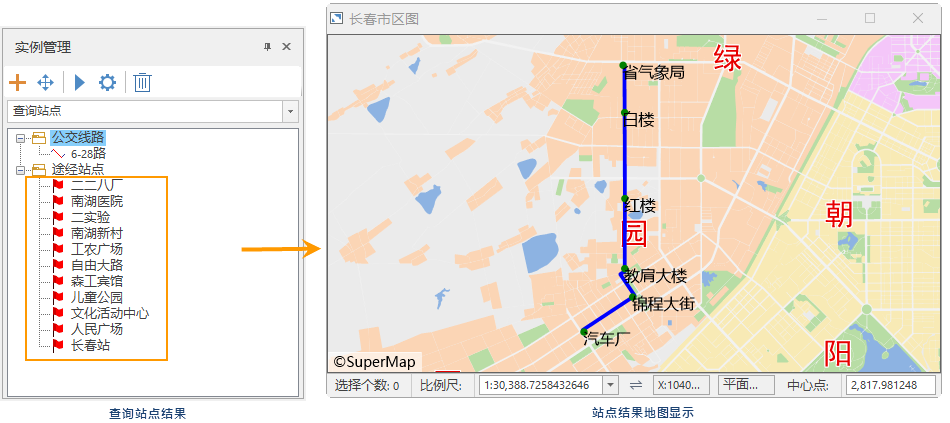 实例管理
查询站点
公交线路
6-28路
途经站点
二二八厂
南湖医院
二实验
南湖新村
工农广场
自由大路
森工宾馆
儿童公园
文化活动中心
人民广场
长春站
查询站点结果
长春市区图
绿
省气象局
白楼
红楼
朝
园
教肩大楼
锦程大街
汽车厂
阳
©SuperMap
选择个数: 0 比例尺: 1:30,388.7258432646 X:1040... 平面... 中心点: 2,817.981248
站点结果地图显示